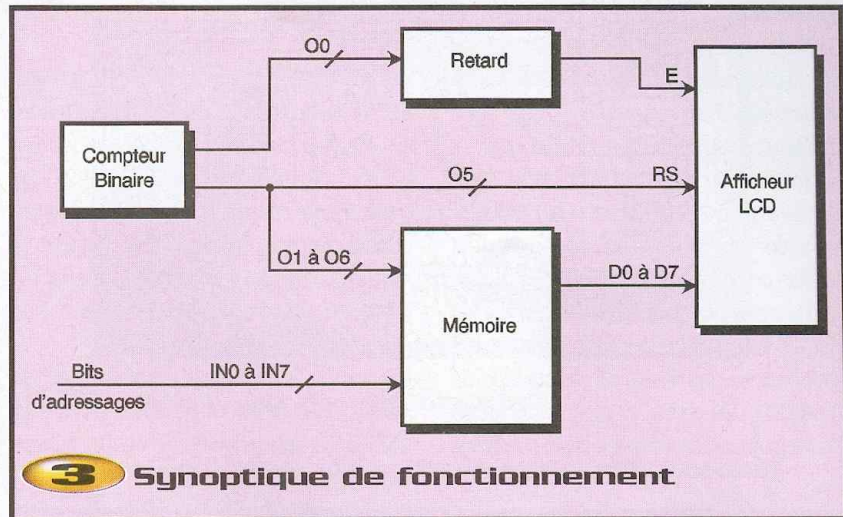 O0
Retard
E
Compteur
Binaire
O5
RS
Afficheur
LCD
O1 à O6
D0 à D7
Mémoire
Bits
d'adressages
IN0 à IN7
3 Synoptique de fonctionnement